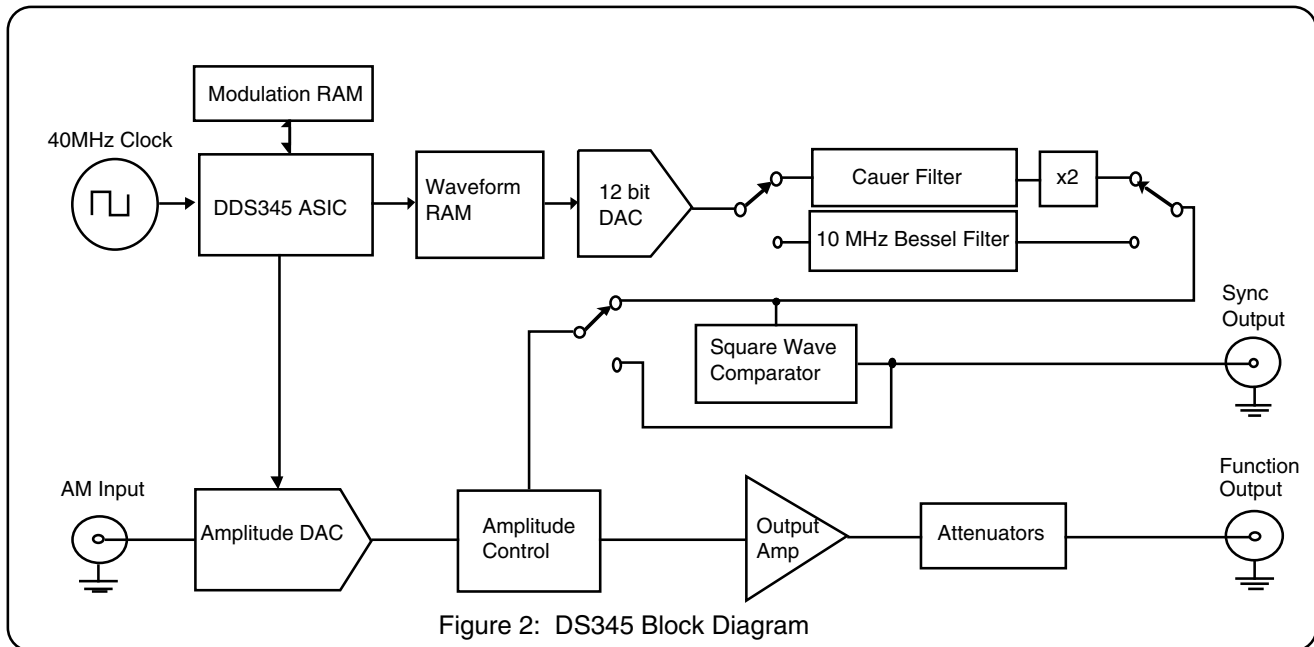 Modulation RAM
40MHz Clock
DDS345 ASIC
Waveform
RAM
12 bit
DAC
Cauer Filter
x2
10 MHz Bessel Filter
Square Wave
Comparator
Sync
Output
AM Input
Amplitude DAC
Amplitude
Control
Output
Amp
Attenuators
Function
Output
Figure 2: DS345 Block Diagram